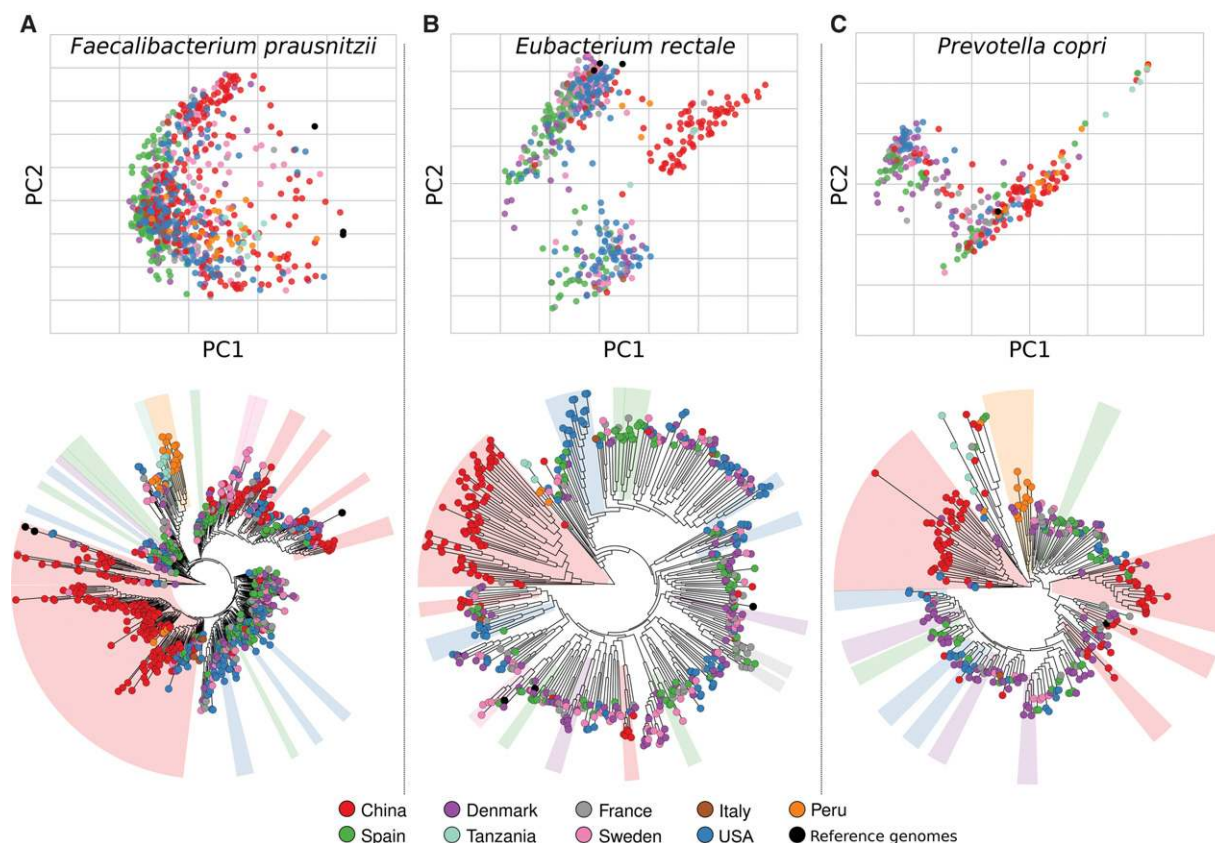 A
Faecalibacterium prausnitzii
PC2
PC1
B
Eubacterium rectale
PC2
PC1
C
Prevotella copri
PC2
PC1
China
Denmark
France
Italy
Peru
Spain
Tanzania
Sweden
USA
Reference genomes